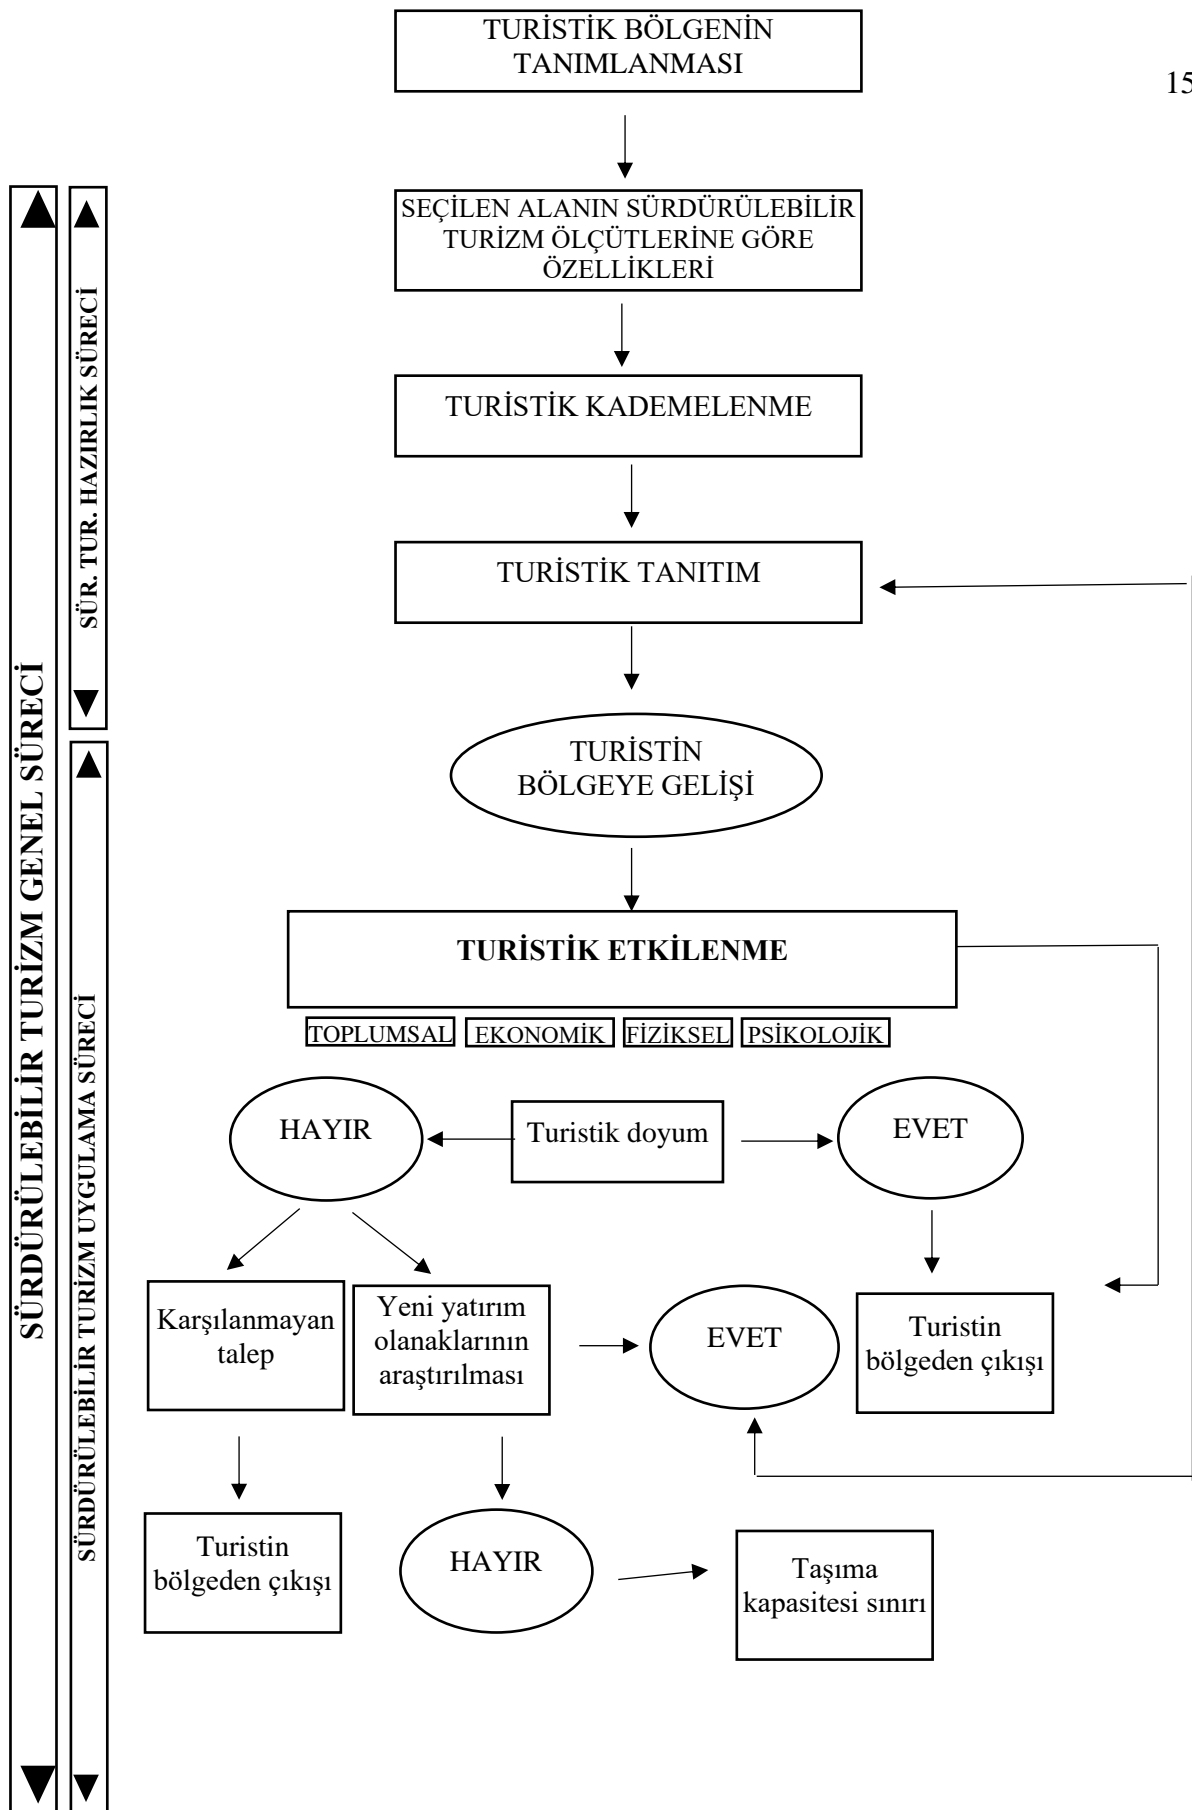 TURİSTİK BÖLGENİN
TANIMLANMASI
15
SEÇİLEN ALANIN SÜRDÜRÜLEBİLİR
TURİZM ÖLÇÜTLERİNE GÖRE
ÖZELLİKLERİ
TURİSTİK KADEMELENME
TURİSTİK TANITIM
TURİSTİN
BÖLGEYE GELİŞİ
TURİSTİK ETKİLENME
TOPLUMSAL
EKONOMİK
FİZİKSEL
PSİKOLOJİK
HAYIR
Turistik doyum
EVET
Karşılanmayan
talep
Yeni yatırım
olanaklarının
araştırılması
EVET
Turistin
bölgeden çıkışı
Turistin
bölgeden çıkışı
HAYIR
Taşıma
kapasitesi sınırı
SÜRDÜRÜLEBİLİR TURİZM GENEL SÜRECİ
SÜR. TUR. HAZIRLIK SÜRECİ
SÜRDÜRÜLEBİLİR TURİZM UYGULAMA SÜRECİ